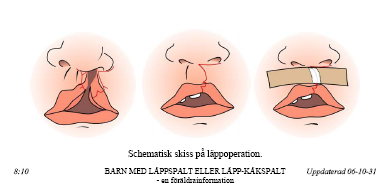 Schematisk skiss på läppoperation.
8:10 BARN MED LÄPPSPALT ELLER LÄPP-KÄKSPALT Uppdaterad 06-10-31
- en föräldrainformation